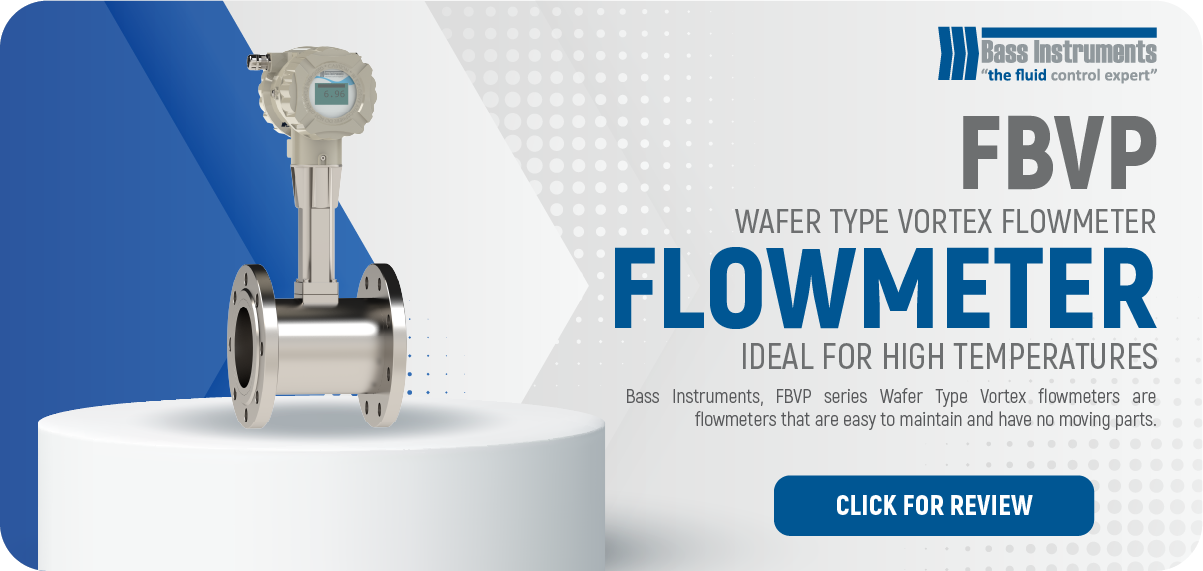 Bass Instruments
"the fluid control expert"
FBVP
WAFER TYPE VORTEX FLOWMETER
FLOWMETER
IDEAL FOR HIGH TEMPERATURES
Bass Instruments, FBVP series Wafer Type Vortex flowmeters are
flowmeters that are easy to maintain and have no moving parts.
CLICK FOR REVIEW
6.96